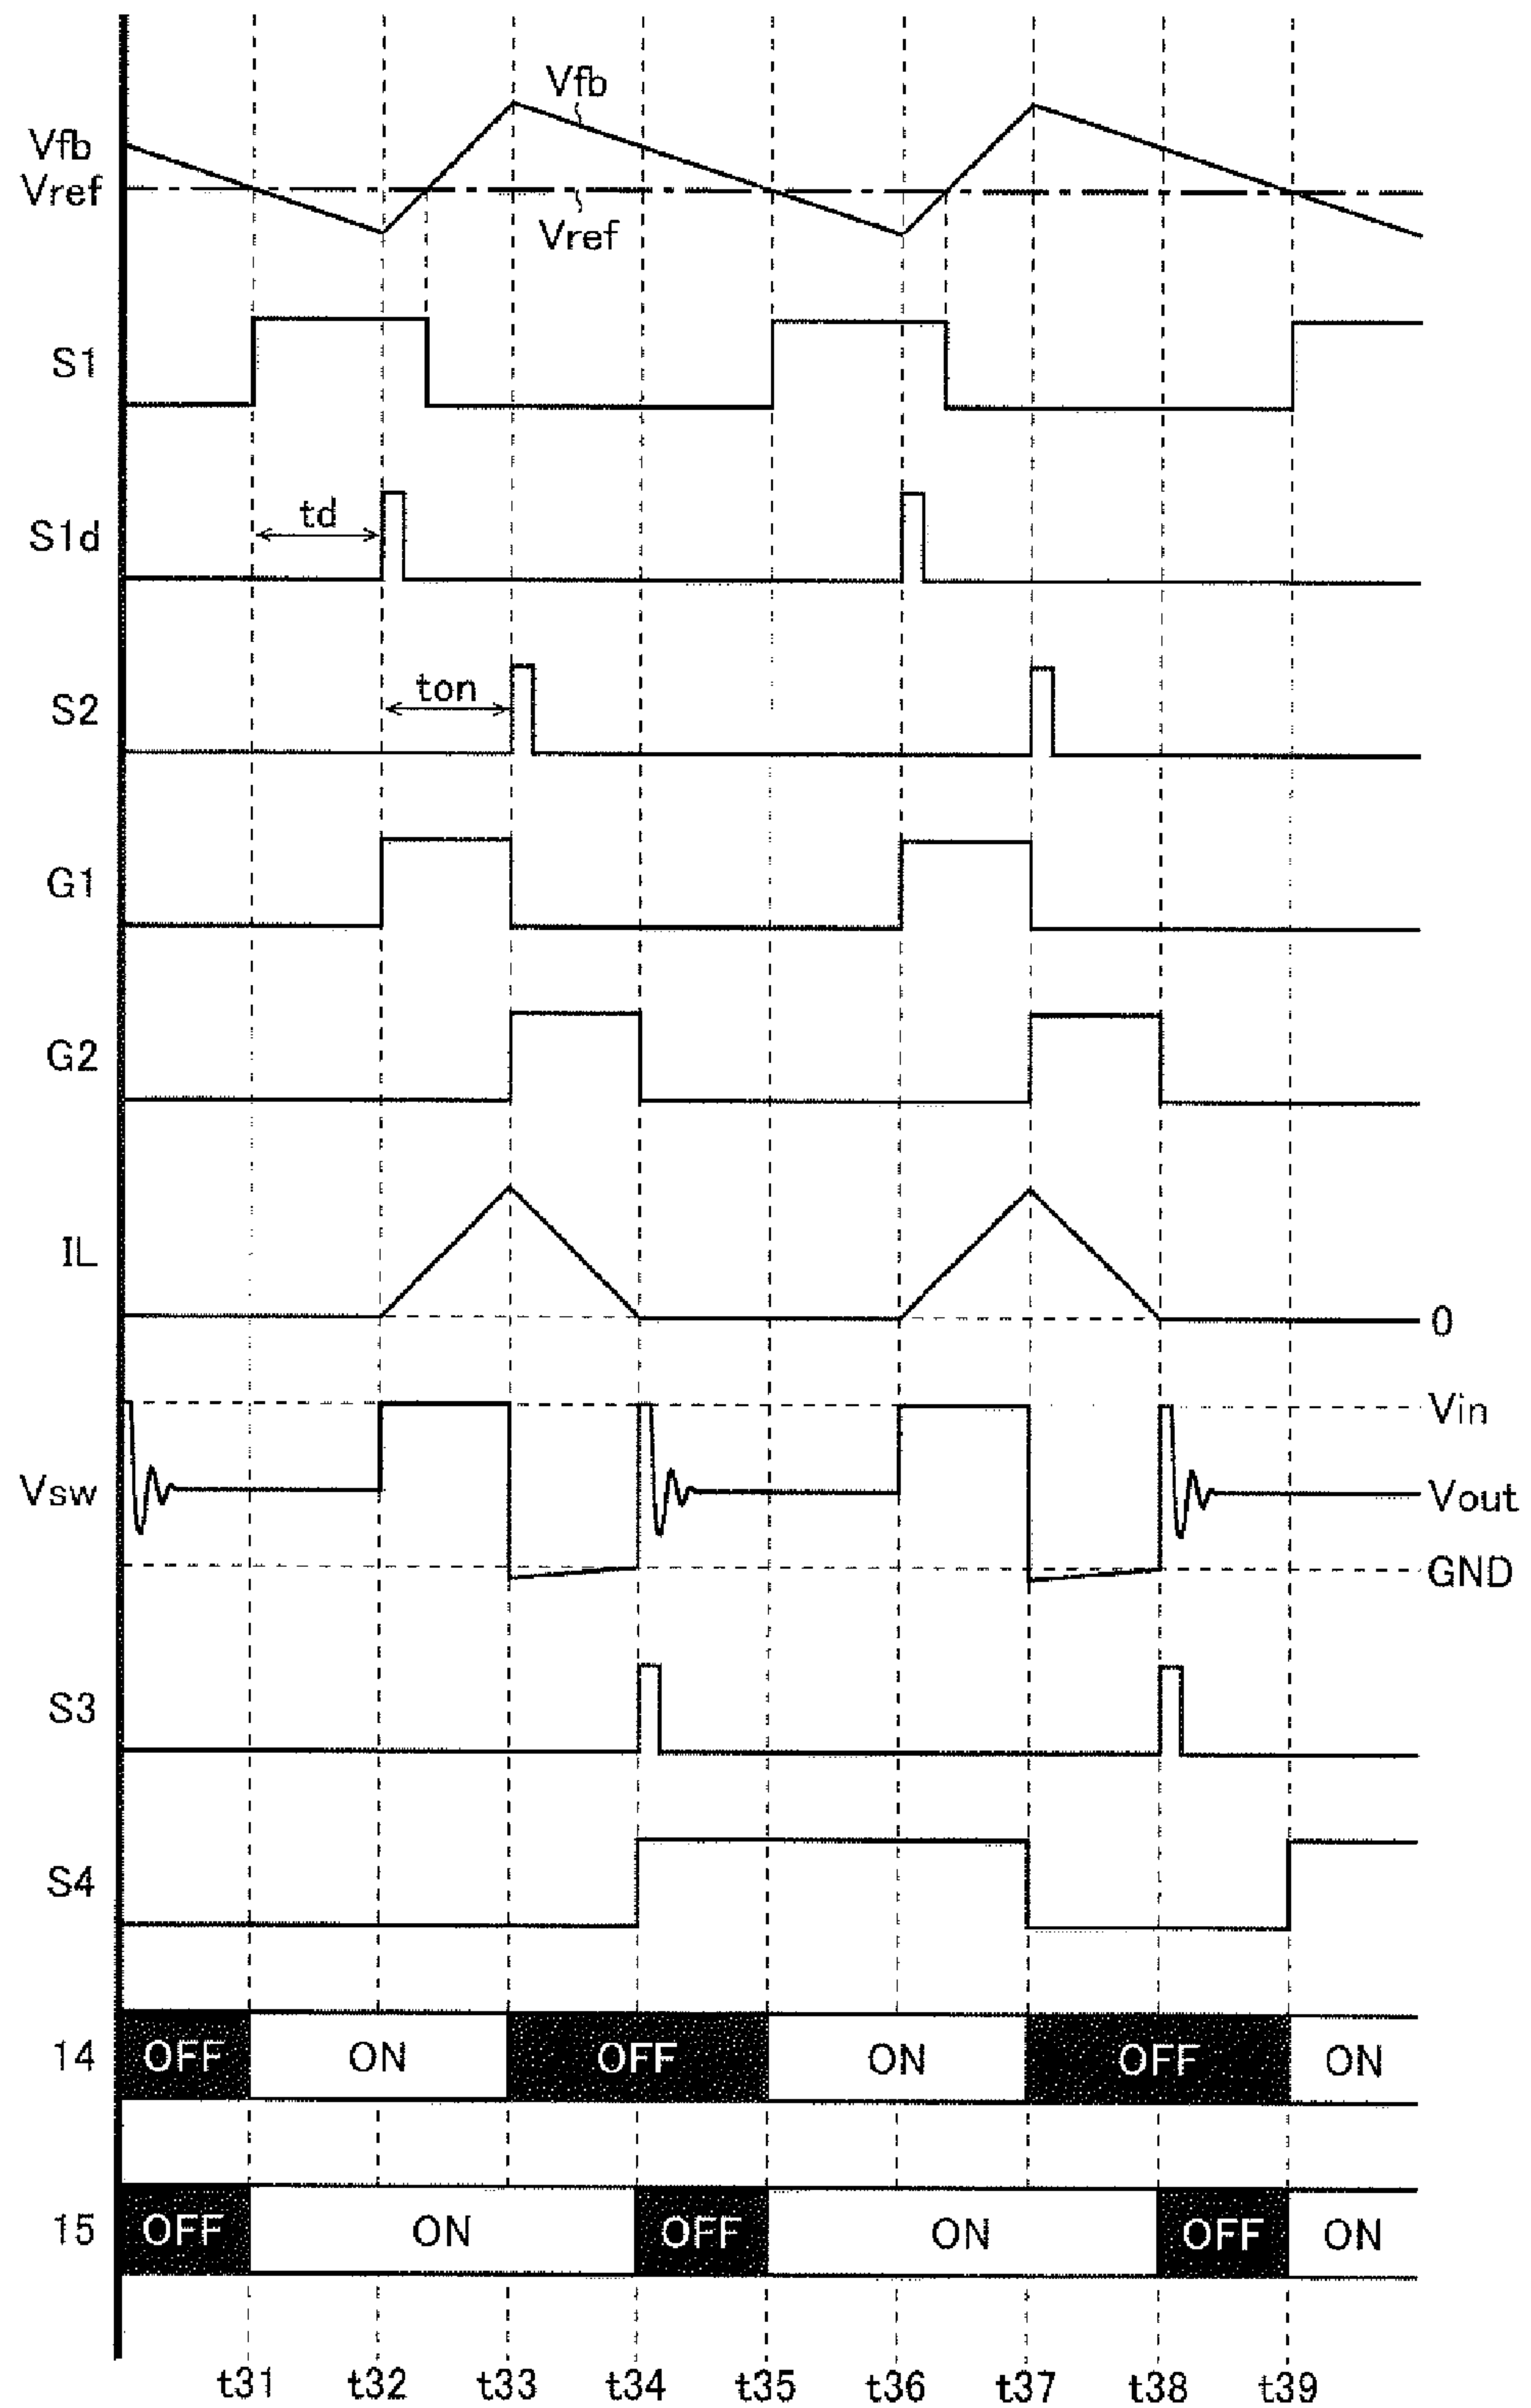 Vfb
Vfb
Vref
Vref
S1
S1d
td
S2
ton
G1
G2
IL
0
Vin
Vsw
Vout
GND
S3
S4
14
OFF
ON
OFF
ON
OFF
ON
15
OFF
ON
OFF
ON
OFF
ON
t31
t32
t33
t34
t35
t36
t37
t38
t39